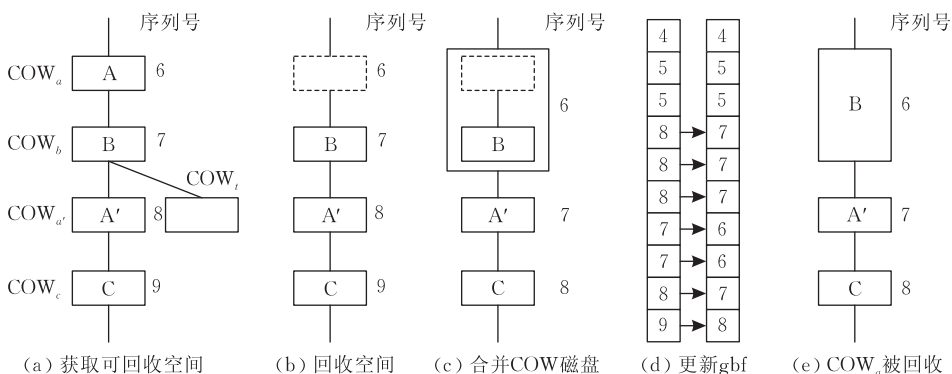 序列号 序列号 序列号 序列号
COWa A 6 6 4 4
5 5
5 5
B 6
6
COWb B 7 B 7 B 8 7
8 7
COWt
COWa′ A′ 8 A′ 8 A′ 7 8 7 A′ 7
7 6
7 6
COWc C 9 C 9 C 8 8 7 C 8
9 8
(a) 获取可回收空间 (b) 回收空间 (c) 合并COW磁盘 (d) 更新gbf (e) COWa被回收